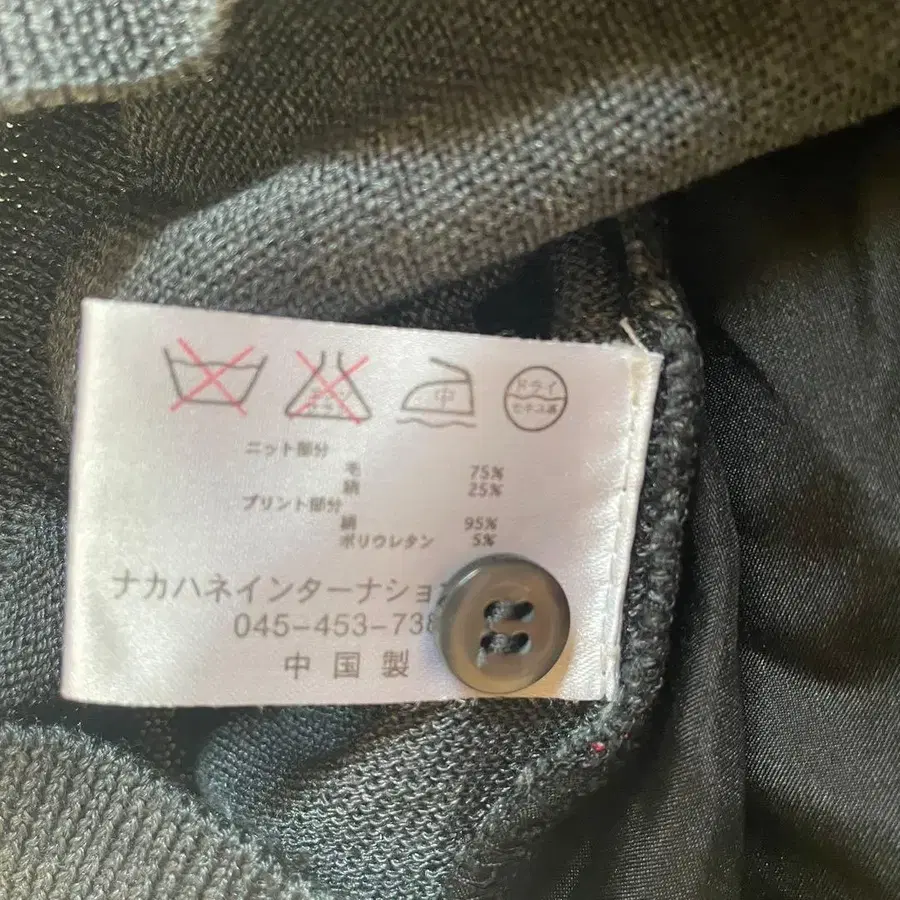 中 ドライ セキユ系
ニット部分
毛 75%
絹 25%
プリント部分
絹 95%
ポリウレタン 5%
ナカハネインターナショ
045-453-73
中国製